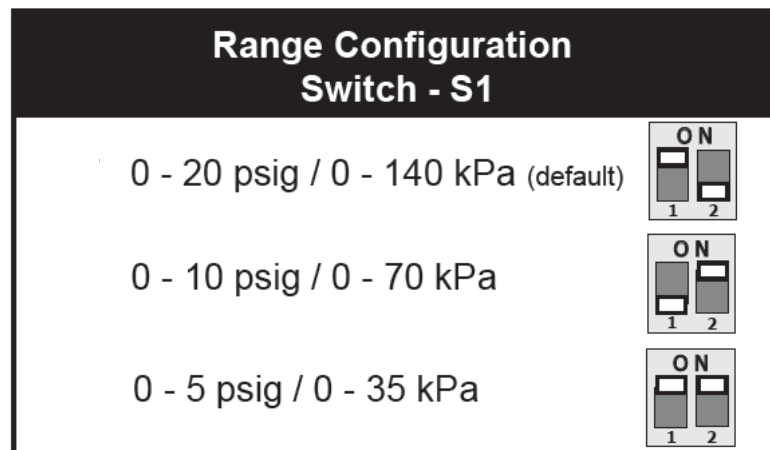 Range Configuration
Switch - S1
0 - 20 psig / 0 - 140 kPa (default)
ON
1 2
0 - 10 psig / 0 - 70 kPa
ON
1 2
0 - 5 psig / 0 - 35 kPa
ON
1 2